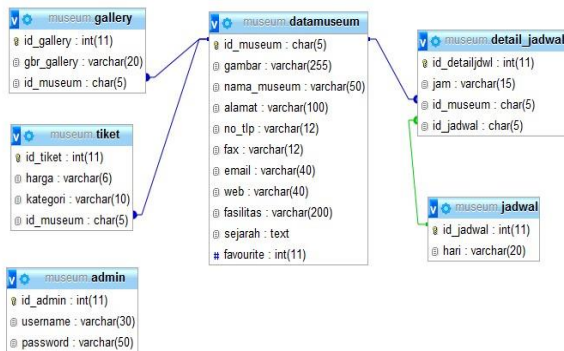 museum gallery
id_gallery : int(11)
gbr_gallery : varchar(20)
id_museum : char(5)
museum tiket
id_tiket : int(11)
harga : varchar(6)
kategori : varchar(10)
id_museum : char(5)
museum admin
id_admin : int(11)
username : varchar(30)
password : varchar(50)
museum datamuseum
id_museum : char(5)
gambar : varchar(255)
nama_museum : varchar(50)
alamat : varchar(100)
no_tlp : varchar(12)
fax : varchar(12)
email : varchar(40)
web : varchar(40)
fasilitas : varchar(200)
sejarah : text
# favourite : int(11)
museum detail_jadwal
id_detailjdwl : int(11)
jam : varchar(15)
id_museum : char(5)
id_jadwal : char(5)
museum jadwal
id_jadwal : int(11)
hari : varchar(20)